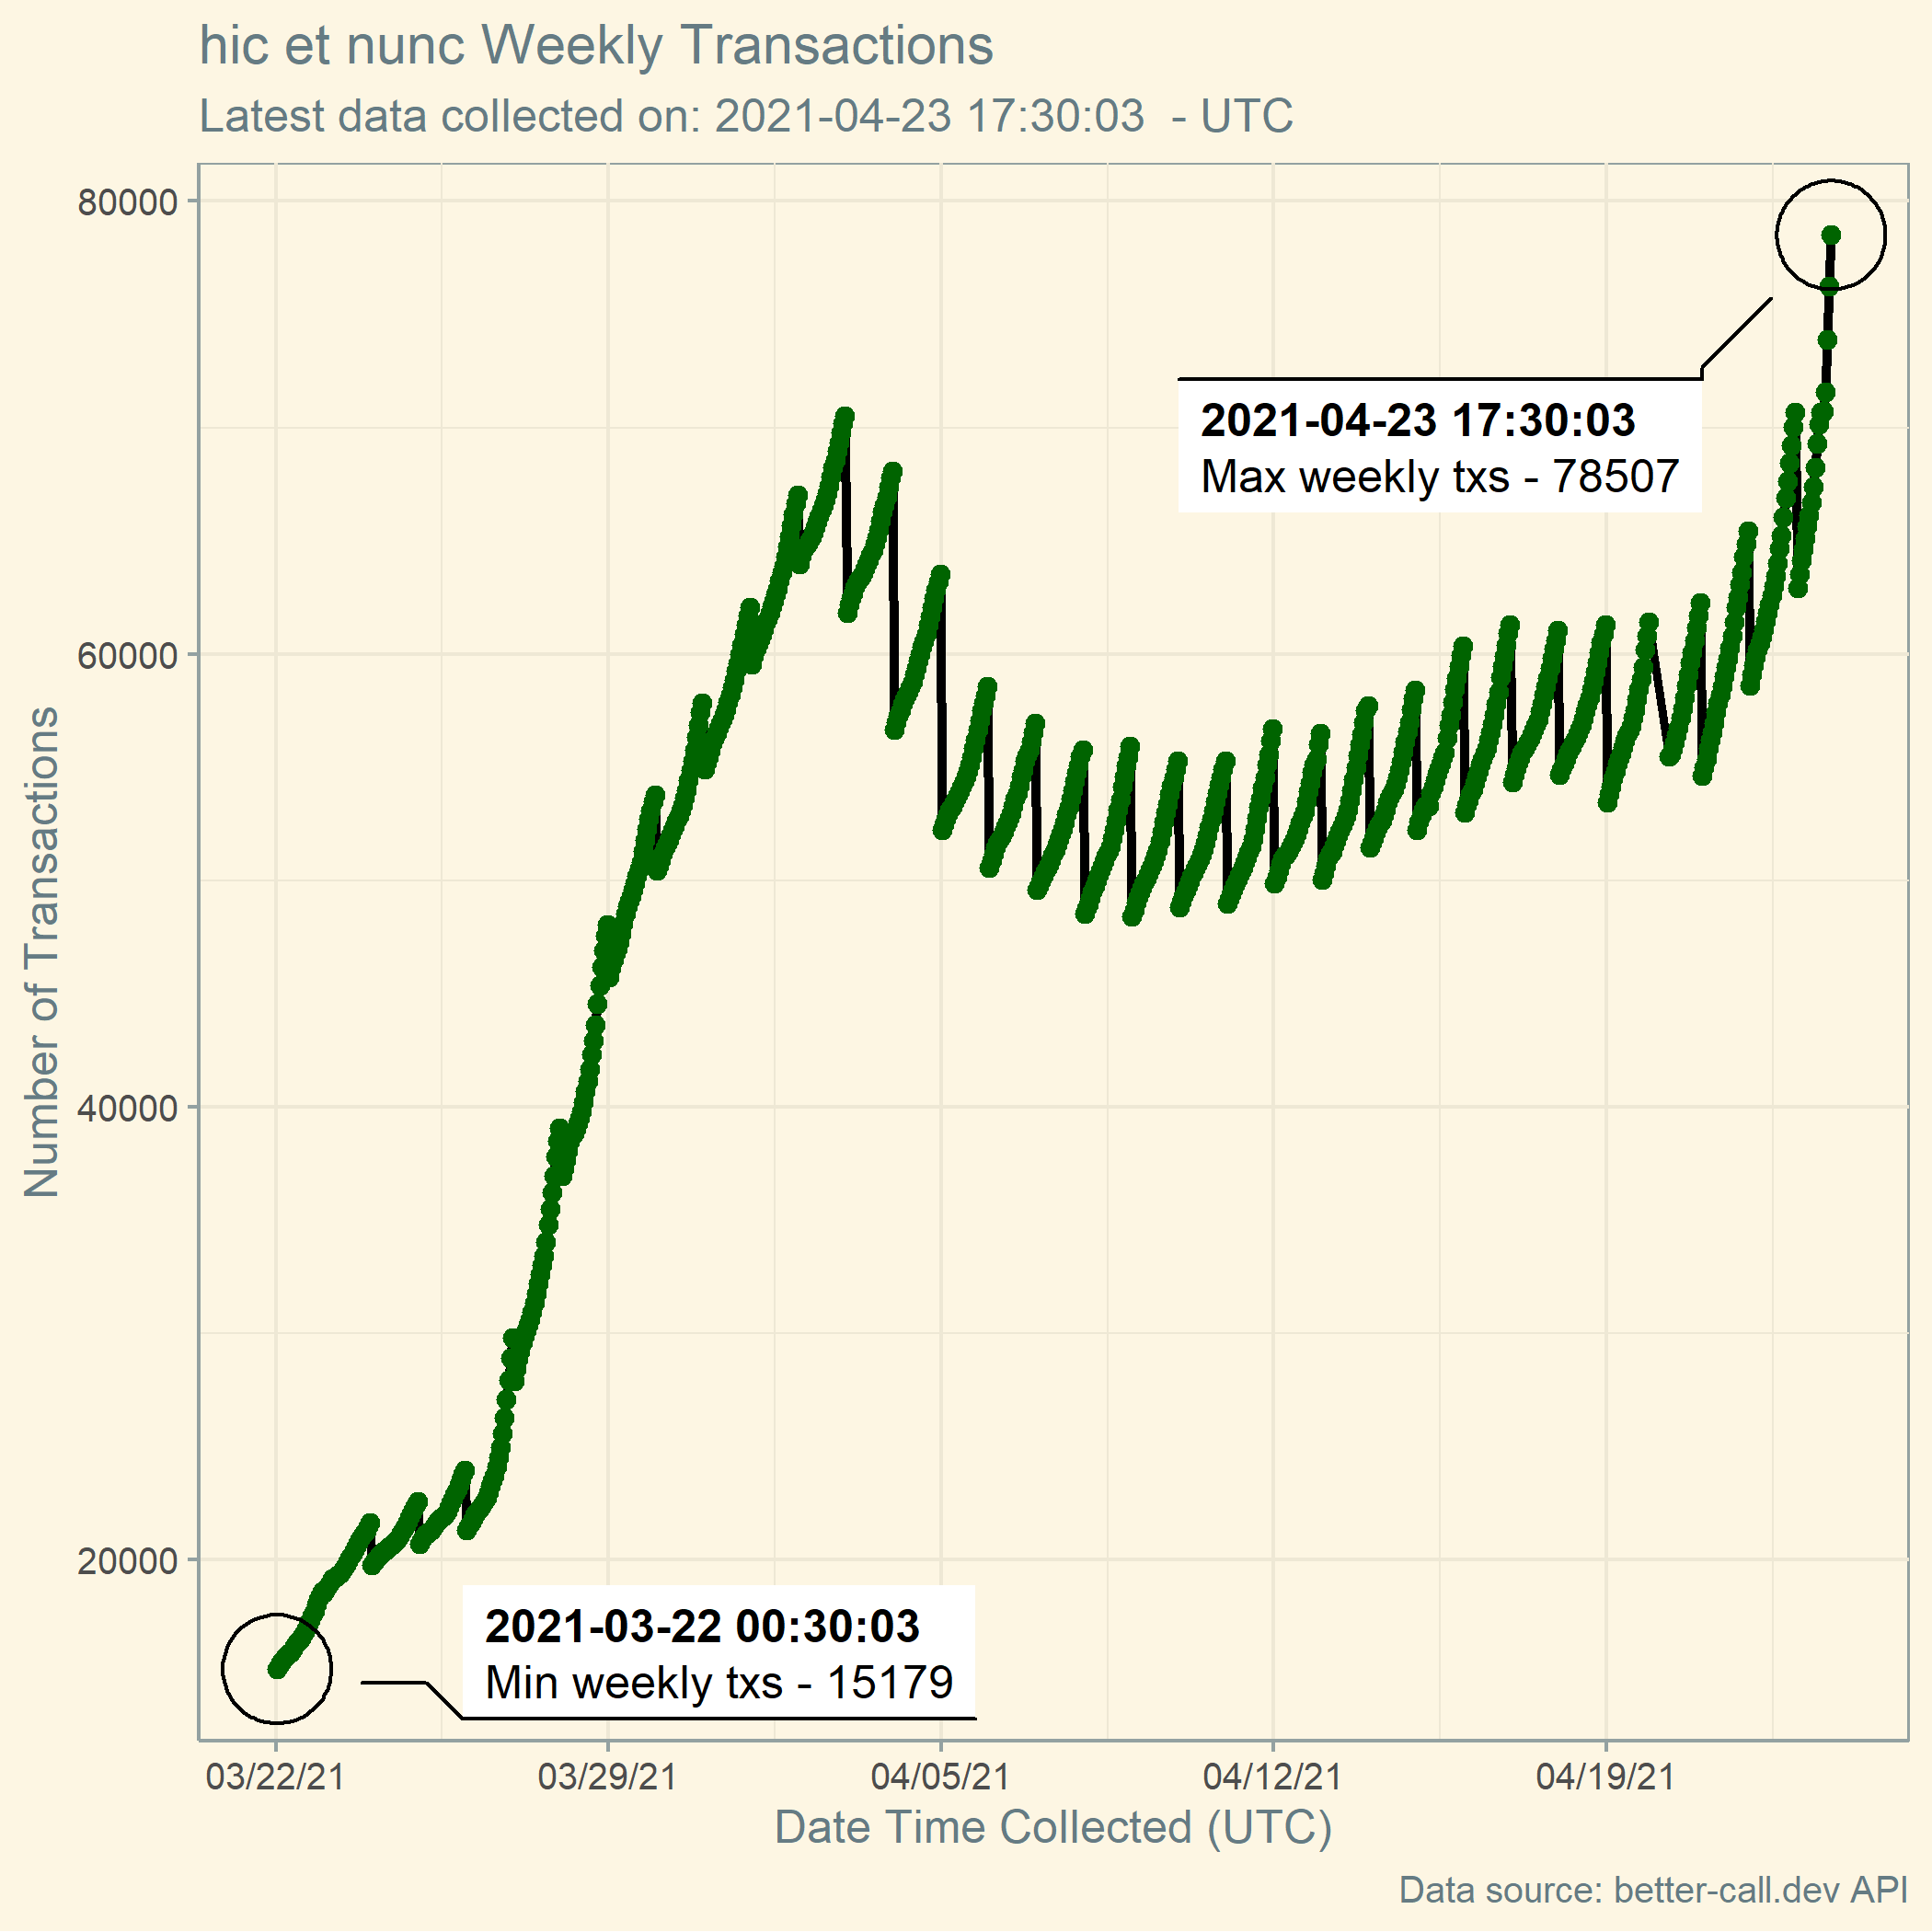 hic et nunc Weekly Transactions
Latest data collected on: 2021-04-23 17:30:03  - UTC
Number of Transactions
80000
60000
40000
20000
2021-04-23 17:30:03
Max weekly txs - 78507
2021-03-22 00:30:03
Min weekly txs - 15179
03/22/21 03/29/21 04/05/21 04/12/21 04/19/21
Date Time Collected (UTC)
Data source: better-call.dev API